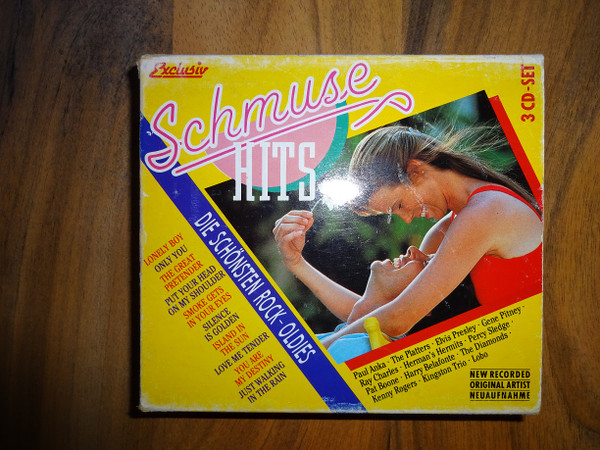 Exclusiv
Schmuse
HITS
3 CD-SET
DIE SCHÖNSTEN ROCK-OLDIES
LONELY BOY
ONLY YOU
THE GREAT
PRETENDER
PUT YOUR HEAD
ON MY SHOULDER
SMOKE GETS
IN YOUR EYES
SILENCE
IS GOLDEN
ISLAND IN
THE SUN
LOVE ME TENDER
YOU ARE
MY DESTINY
JUST WALKING
IN THE RAIN
Paul Anka · The Platters · Elvis Presley · Gene Pitney ·
Ray Charles · Herman's Hermits · Percy Sledge ·
Pat Boone · Harry Belafonte · The Diamonds ·
Kenny Rogers · Kingston Trio · Lobo
NEW RECORDED
ORIGINAL ARTIST
NEUAUFNAHME